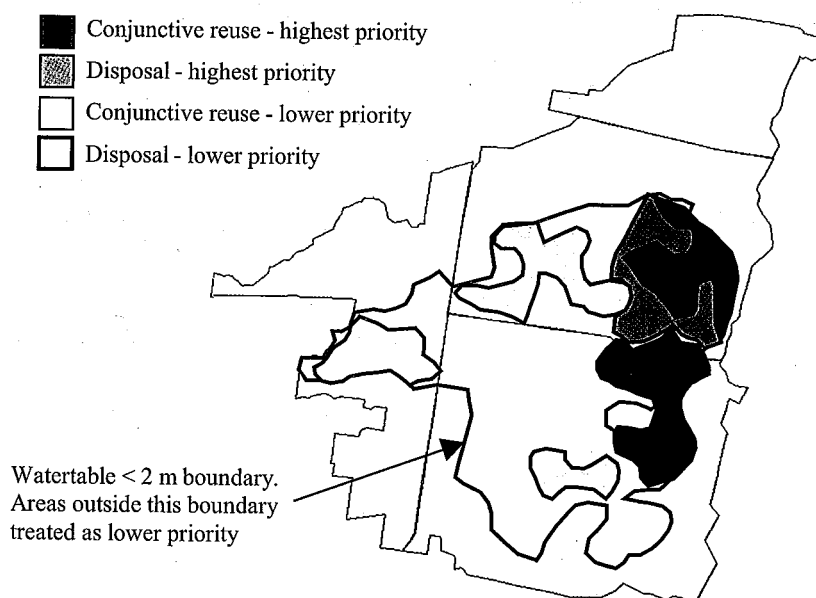 Conjunctive reuse - highest priority
Disposal - highest priority
Conjunctive reuse - lower priority
Disposal - lower priority
Watertable < 2 m boundary.
Areas outside this boundary
treated as lower priority